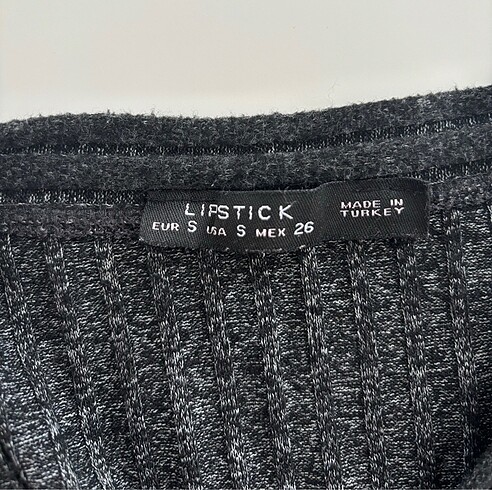 LIPSTICK
EUR S USA S MEX 26
MADE IN
TURKEY